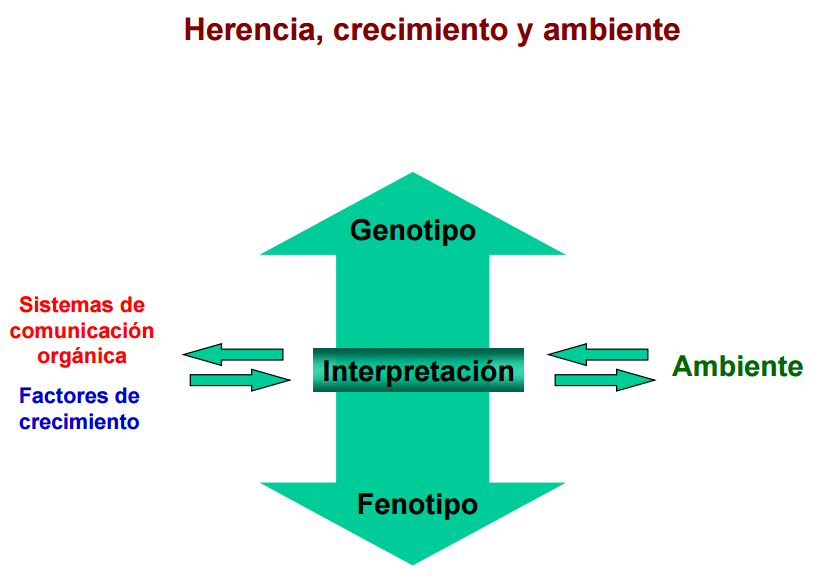 Herencia, crecimiento y ambiente
Genotipo
Sistemas de
comunicación
orgánica
Factores de
crecimiento
Interpretación
Ambiente
Fenotipo